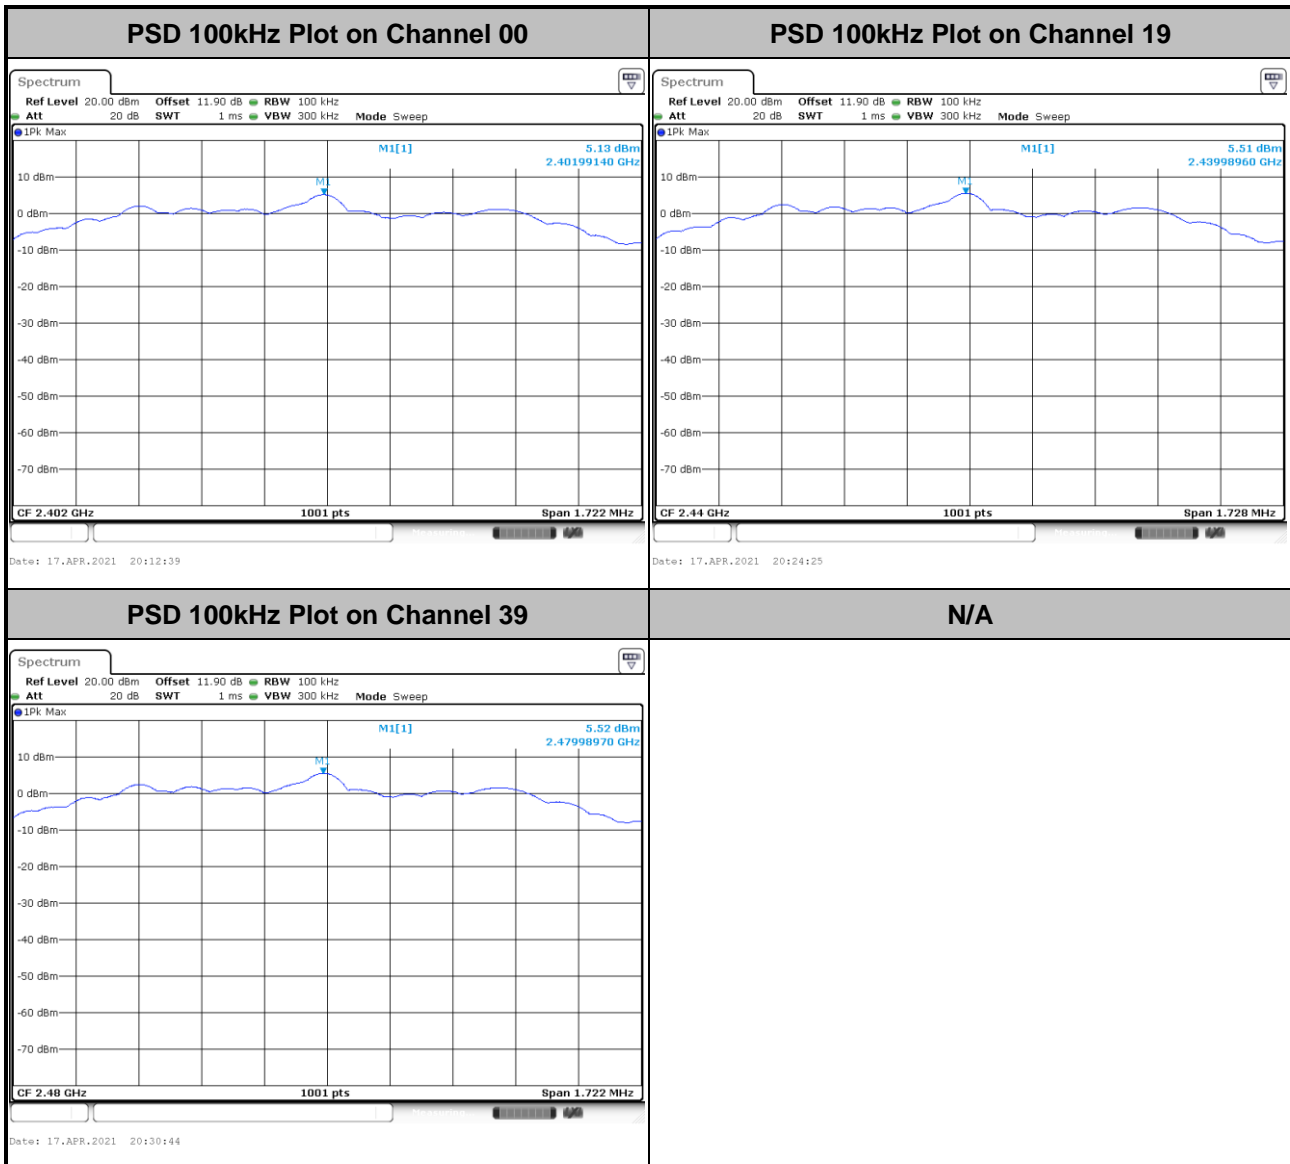 PSD 100kHz Plot on Channel 00
Spectrum
Ref Level 20.00 dBm Offset 11.90 dB RBW 100 kHz
Att 20 dB SWT 1 ms VBW 300 kHz Mode Sweep
1Pk Max
M1[1] 5.13 dBm
2.40199140 GHz
M1
10 dBm
0 dBm
-10 dBm
-20 dBm
-30 dBm
-40 dBm
-50 dBm
-60 dBm
-70 dBm
CF 2.402 GHz 1001 pts Span 1.722 MHz
Date: 17.APR.2021 20:12:39
PSD 100kHz Plot on Channel 19
Spectrum
Ref Level 20.00 dBm Offset 11.90 dB RBW 100 kHz
Att 20 dB SWT 1 ms VBW 300 kHz Mode Sweep
1Pk Max
M1[1] 5.51 dBm
2.43998960 GHz
10 dBm
0 dBm
-10 dBm
-20 dBm
-30 dBm
-40 dBm
-50 dBm
-60 dBm
-70 dBm
CF 2.44 GHz 1001 pts Span 1.728 MHz
Date: 17.APR.2021 20:24:25
PSD 100kHz Plot on Channel 39
Spectrum
Ref Level 20.00 dBm Offset 11.90 dB RBW 100 kHz
Att 20 dB SWT 1 ms VBW 300 kHz Mode Sweep
1Pk Max
M1[1] 5.52 dBm
2.47998970 GHz
10 dBm
0 dBm
-10 dBm
-20 dBm
-30 dBm
-40 dBm
-50 dBm
-60 dBm
-70 dBm
CF 2.48 GHz 1001 pts Span 1.722 MHz
Date: 17.APR.2021 20:30:44
N/A